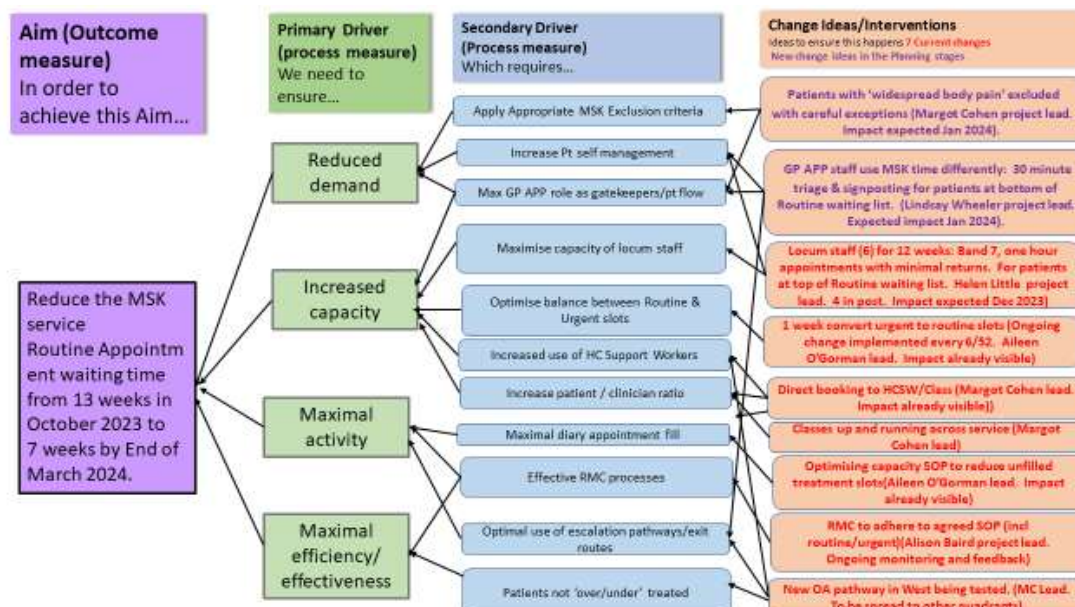 Aim (Outcome
measure)
In order to
achieve this Aim…
Primary Driver
(process measure)
We need to
ensure…
Secondary Driver
(Process measure)
Which requires…
Change Ideas/Interventions
Ideas to ensure this happens 7 Current changes
New change ideas in the Planning stages
Reduce the MSK
service
Routine Appointm
ent waiting time
from 13 weeks in
October 2023 to
7 weeks by End of
March 2024.
Reduced
demand
Increased
capacity
Maximal
activity
Maximal
efficiency/
effectiveness
Apply Appropriate MSK Exclusion criteria
Increase Pt self management
Max GP APP role as gatekeepers/pt flow
Maximise capacity of locum staff
Optimise balance between Routine &
Urgent slots
Increased use of HC Support Workers
Increase patient / clinician ratio
Maximal diary appointment fill
Effective RMC processes
Optimal use of escalation pathways/exit
routes
Patients not 'over/under' treated
Patients with 'widespread body pain' excluded
with careful exceptions (Margot Cohen project lead.
Impact expected Jan 2024).
GP APP staff use MSK time differently: 30 minute
triage & signposting for patients at bottom of
Routine waiting list. (Lindsay Wheeler project lead.
Expected impact Jan 2024).
Locum staff (6) for 12 weeks: Band 7, one hour
appointments with minimal returns. For patients
at top of Routine waiting list. Helen Little project
lead. 4 in post. Impact expected Dec 2023)
1 week convert urgent to routine slots (Ongoing
change implemented every 6/52. Aileen
O'Gorman lead. Impact already visible)
Direct booking to HCSW/Class (Margot Cohen lead.
Impact already visible))
Classes up and running across service (Margot
Cohen lead)
Optimising capacity SOP to reduce unfilled
treatment slots(Aileen O'Gorman lead. Impact
already visible)
RMC to adhere to agreed SOP (incl
routine/urgent)(Alison Baird project lead.
Ongoing monitoring and feedback)
New OA pathway in West being tested. (MC Lead.
To be spread to other quadrants)